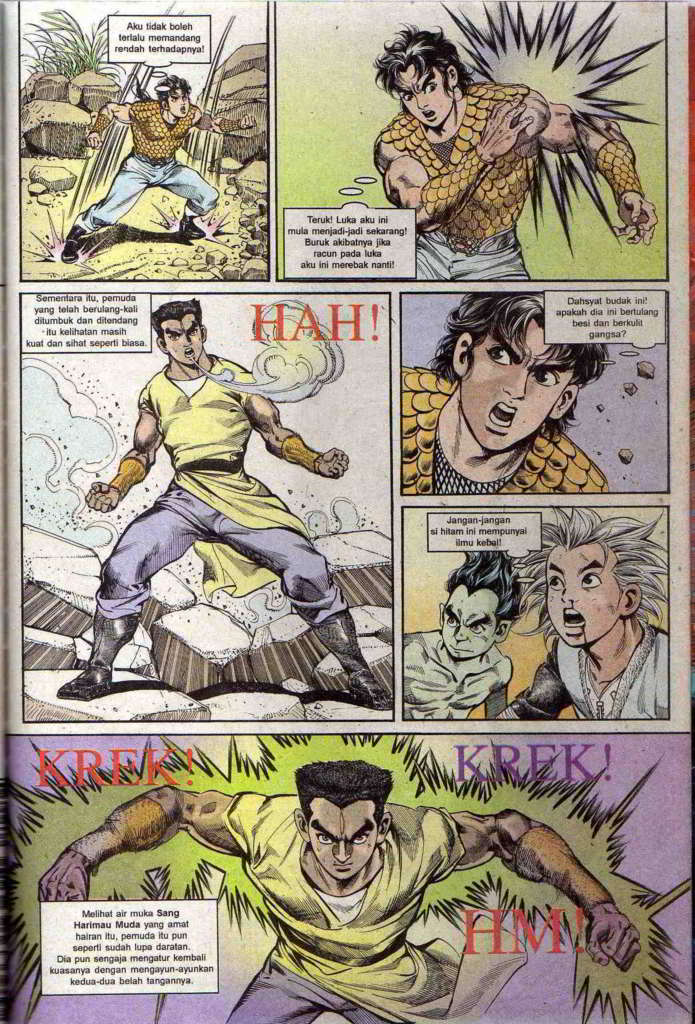 Aku tidak boleh
terlalu memandang
rendah terhadapnya!
Teruk! Luka aku ini
mula menjadi-jadi sekarang!
Buruk akibatnya jika
racun pada luka
aku ini merebak nanti!
Sementara itu, pemuda
yang telah berulang-kali
ditumbuk dan ditendang
itu kelihatan masih
kuat dan sihat seperti biasa.
HAH!
Dahsyat budak ini!
apakah dia ini bertulang
besi dan berkulit
gangsa?
Jangan-jangan
si hitam ini mempunyai
ilmu kebal!
KREK!
KREK!
Melihat air muka Sang
Harimau Muda yang amat
hairan itu, pemuda itu pun
seperti sudah lupa daratan.
Dia pun sengaja mengatur kembali
kuasanya dengan mengayun-ayunkan
kedua-dua belah tangannya.
HM!